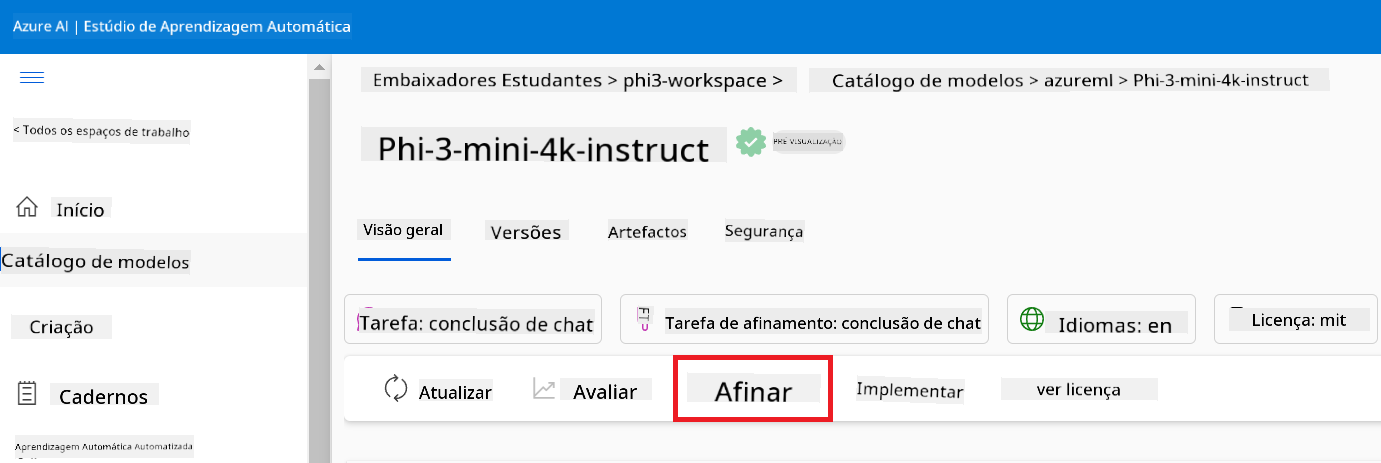 Azure AI | Estúdio de Aprendizagem Automática
Embaixadores Estudantes > phi3-workspace > Catálogo de modelos > azureml > Phi-3-mini-4k-instruct
< Todos os espaços de trabalho
Phi-3-mini-4k-instruct PRÉ-VISUALIZAÇÃO
Início
Visão geral Versões Artefactos Segurança
Catálogo de modelos
Criação
Tarefa: conclusão de chat Tarefa de afinamento: conclusão de chat Idiomas: en Licença: mit
Cadernos
Atualizar Avaliar Afinar Implementar ver licença
Aprendizagem Automática Automatizada